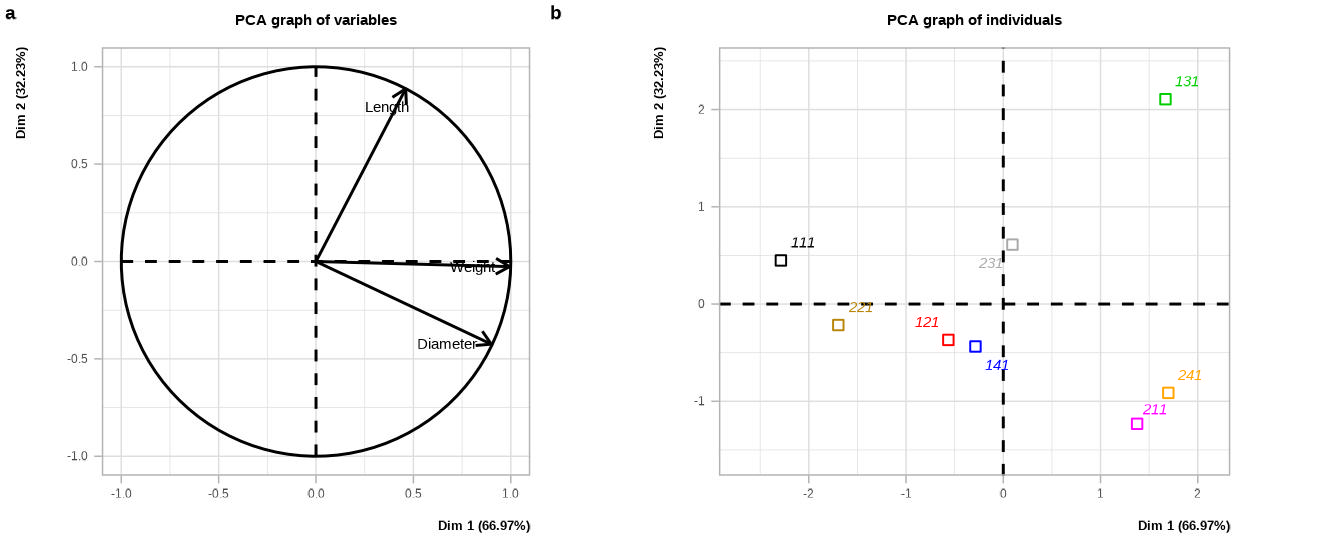 a
PCA graph of variables
Dim 2 (32.23%)
1.0
0.5
0.0
-0.5
-1.0
Length
Weight
Diameter
-1.0 -0.5 0.0 0.5 1.0
Dim 1 (66.97%)
b
PCA graph of individuals
Dim 2 (32.23%)
2
1
0
-1
131
111
231
221
121
141
241
211
-2 -1 0 1 2
Dim 1 (66.97%)